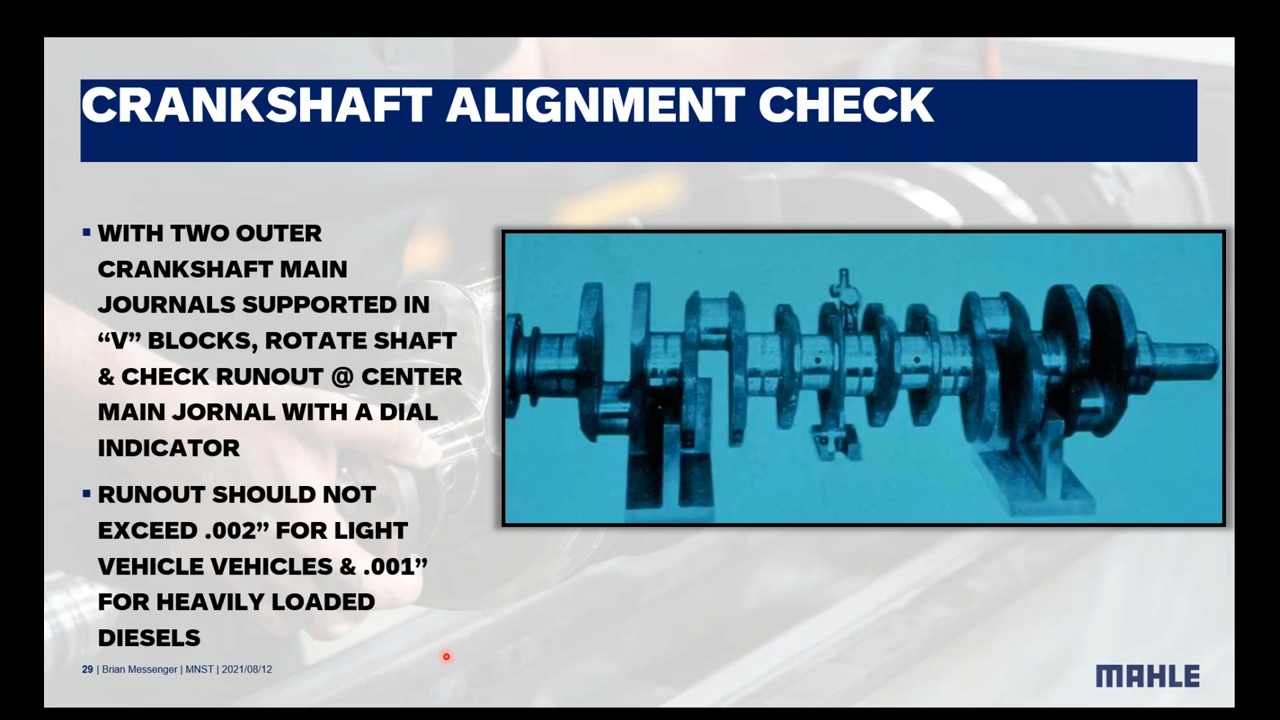 CRANKSHAFT ALIGNMENT CHECK
▪ WITH TWO OUTER
CRANKSHAFT MAIN
JOURNALS SUPPORTED IN
“V” BLOCKS, ROTATE SHAFT
& CHECK RUNOUT @ CENTER
MAIN JORNAL WITH A DIAL
INDICATOR
▪ RUNOUT SHOULD NOT
EXCEED .002” FOR LIGHT
VEHICLE VEHICLES & .001”
FOR HEAVILY LOADED
DIESELS
29 | Brian Messenger | MNST | 2021/08/12
MAHLE